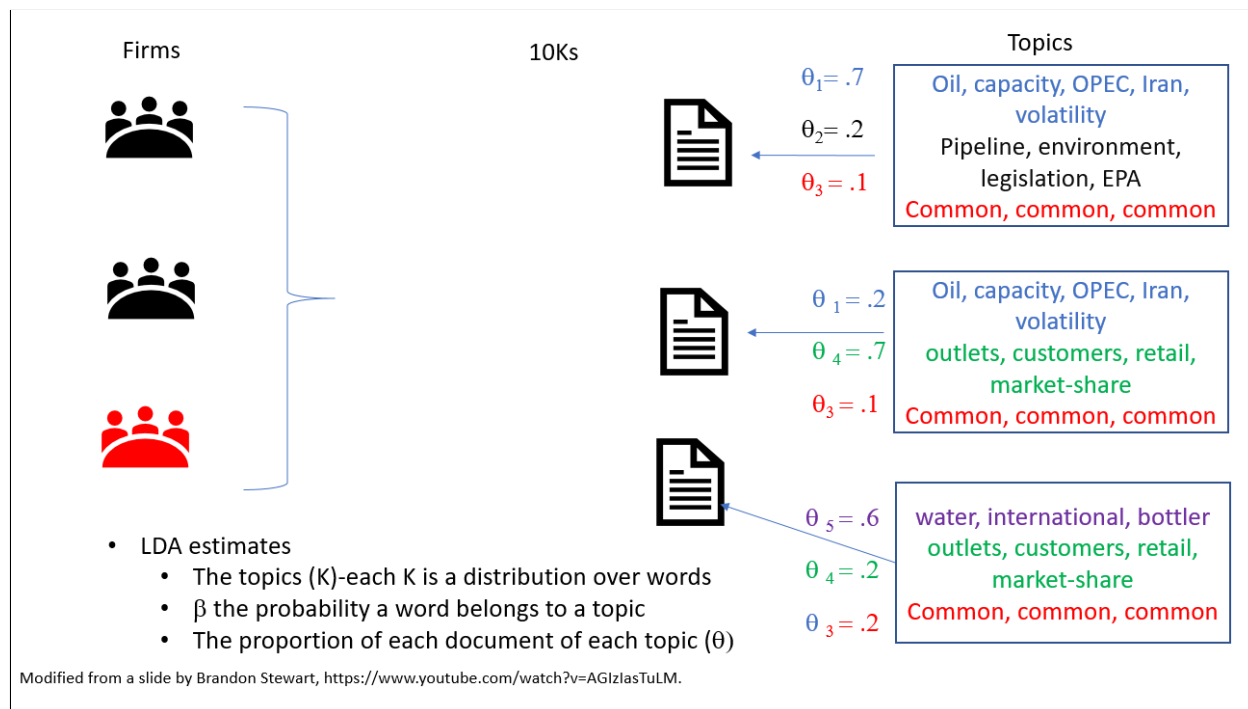 Firms
10Ks
Topics
θ1 = .7
θ2 = .2
θ3 = .1
Oil, capacity, OPEC, Iran,
volatility
Pipeline, environment,
legislation, EPA
Common, common, common
θ 1 = .2
θ 4 = .7
θ3 = .1
Oil, capacity, OPEC, Iran,
volatility
outlets, customers, retail,
market-share
Common, common, common
θ 5 = .6
θ 4 = .2
θ 3 = .2
water, international, bottler
outlets, customers, retail,
market-share
Common, common, common
• LDA estimates
• The topics (K)-each K is a distribution over words
• β the probability a word belongs to a topic
• The proportion of each document of each topic (θ)
Modified from a slide by Brandon Stewart, https://www.youtube.com/watch?v=AGIzIasTuLM.